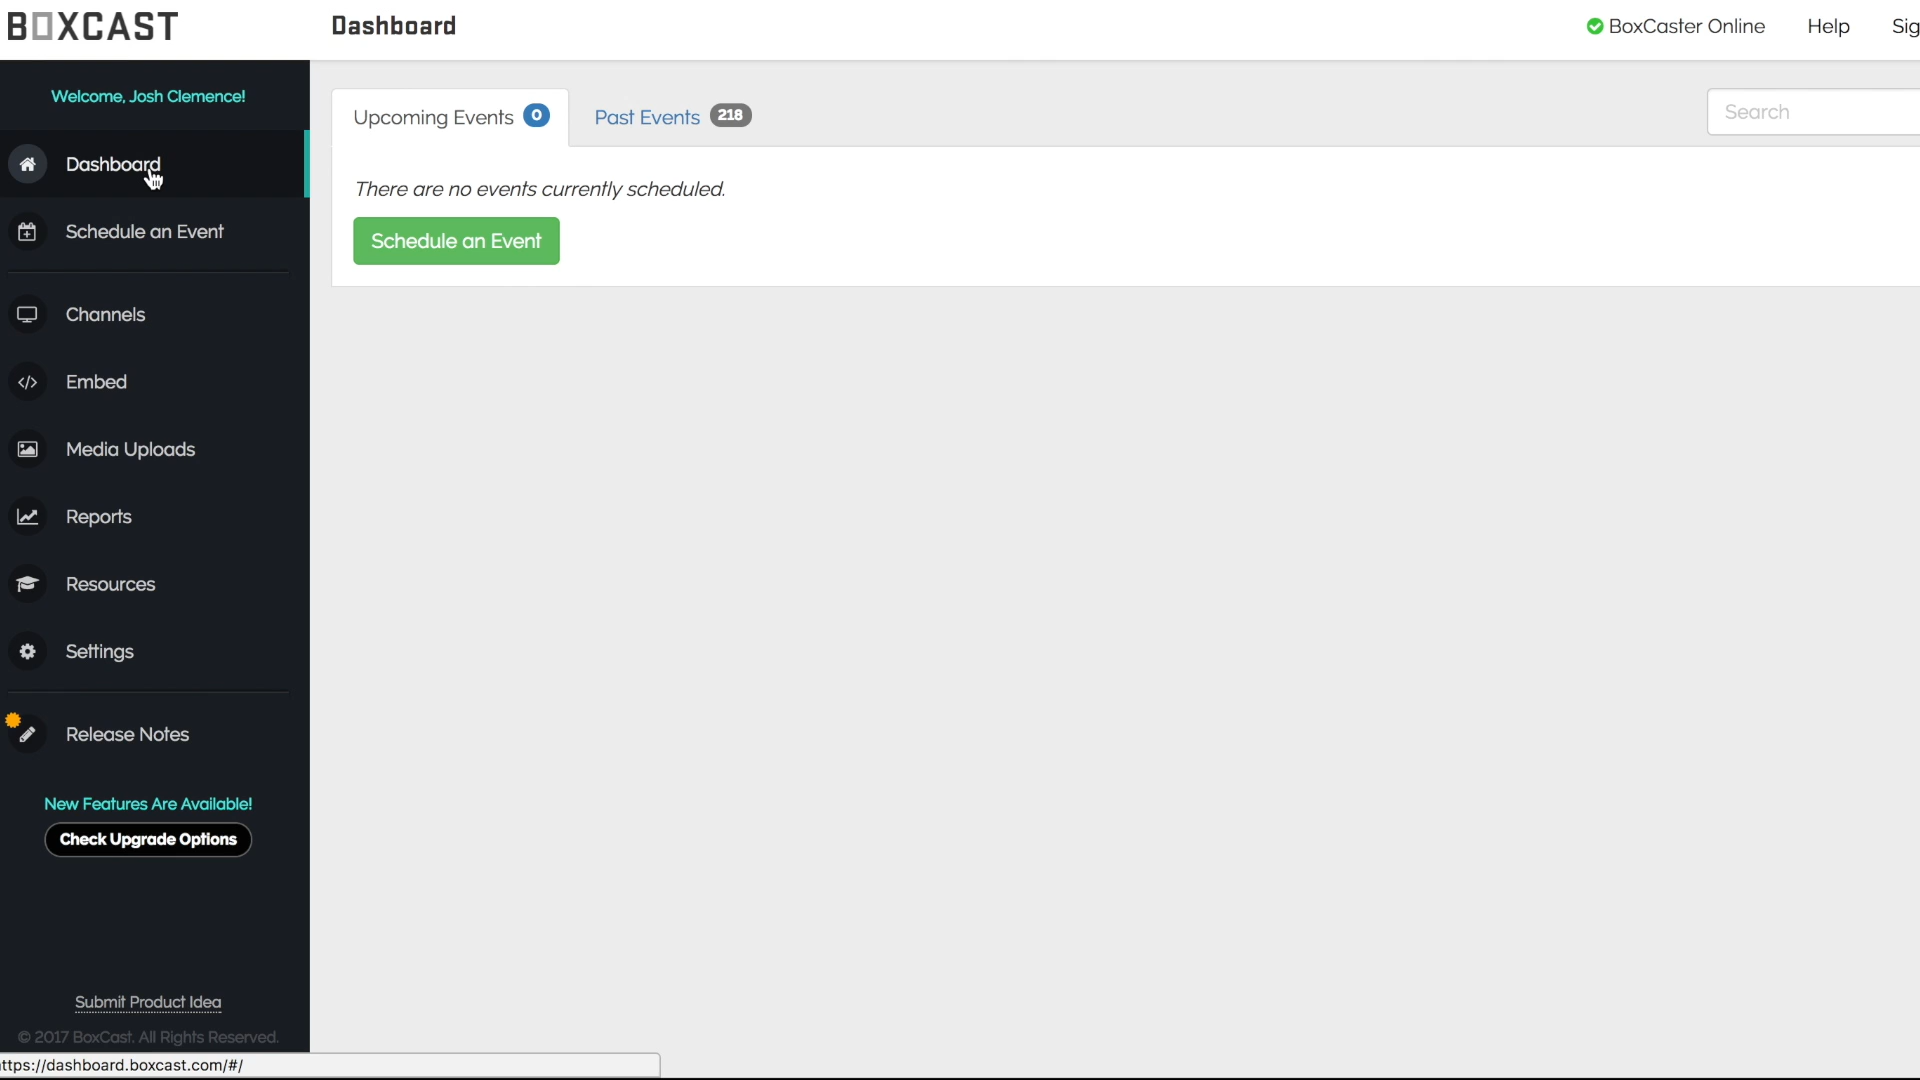 BOXCAST
Dashboard
BoxCaster Online
Help
Sig
Welcome, Josh Clemence!
Upcoming Events 0
Past Events 218
Search
Dashboard
There are no events currently scheduled.
Schedule an Event
Schedule an Event
Channels
Embed
Media Uploads
Reports
Resources
Settings
Release Notes
New Features Are Available!
Check Upgrade Options
Submit Product Idea
© 2017 BoxCast. All Rights Reserved.
ttps://dashboard.boxcast.com/#/